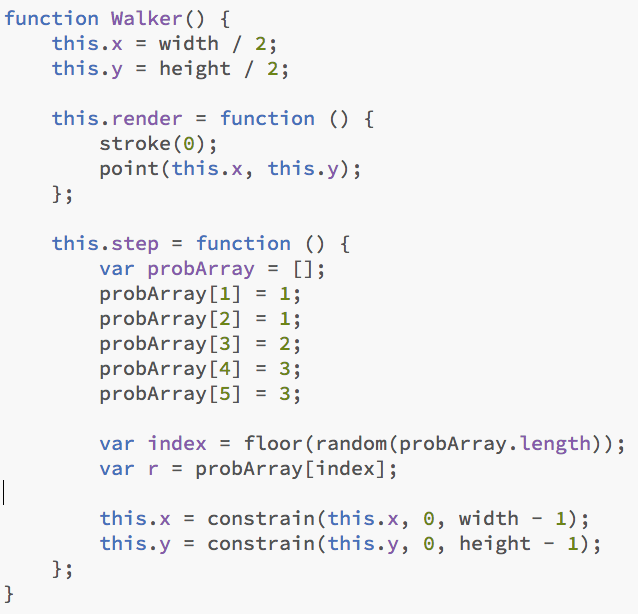 function Walker() {
    this.x = width / 2;
    this.y = height / 2;

    this.render = function () {
        stroke(0);
        point(this.x, this.y);
    };

    this.step = function () {
        var probArray = [];
        probArray[1] = 1;
        probArray[2] = 1;
        probArray[3] = 2;
        probArray[4] = 3;
        probArray[5] = 3;

        var index = floor(random(probArray.length));
        var r = probArray[index];

        this.x = constrain(this.x, 0, width - 1);
        this.y = constrain(this.y, 0, height - 1);
    };
}